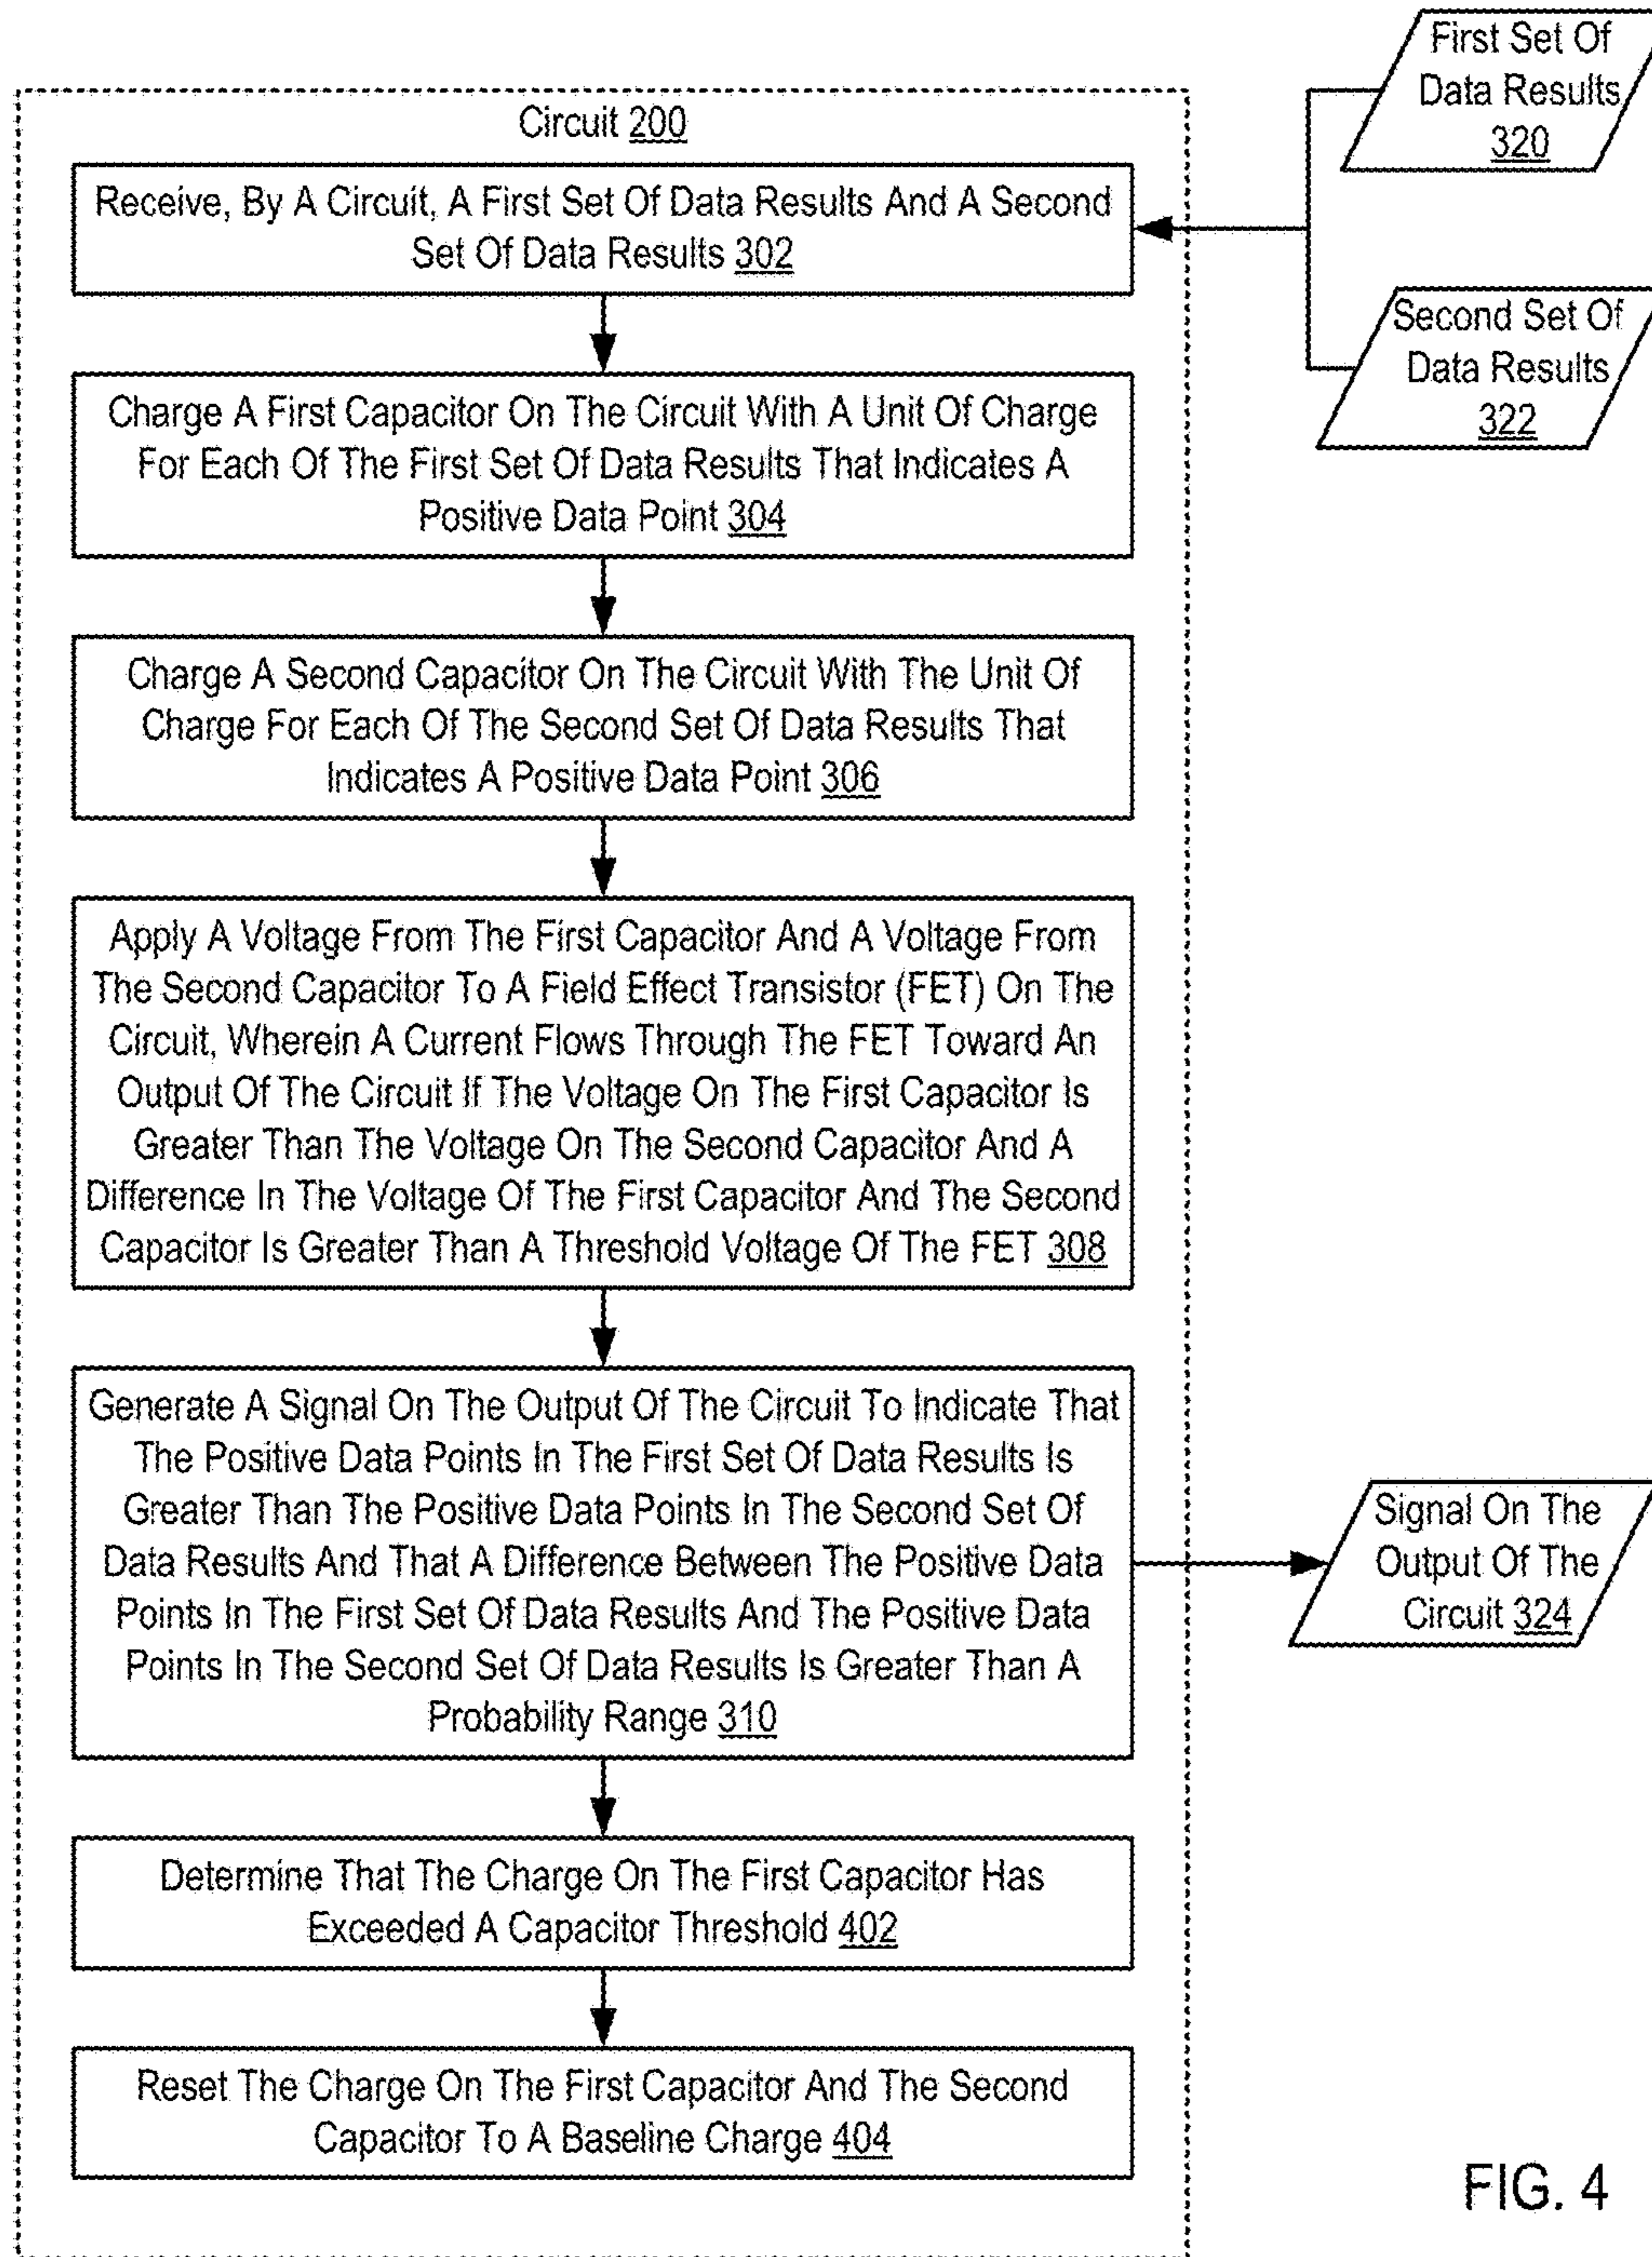 First Set Of
Data Results
320
Circuit 200
Receive, By A Circuit, A First Set Of Data Results And A Second
Set Of Data Results 302
Second Set Of
Data Results
322
Charge A First Capacitor On The Circuit With A Unit Of Charge
For Each Of The First Set Of Data Results That Indicates A
Positive Data Point 304
Charge A Second Capacitor On The Circuit With The Unit Of
Charge For Each Of The Second Set Of Data Results That
Indicates A Positive Data Point 306
Apply A Voltage From The First Capacitor And A Voltage From
The Second Capacitor To A Field Effect Transistor (FET) On The
Circuit, Wherein A Current Flows Through The FET Toward An
Output Of The Circuit If The Voltage On The First Capacitor Is
Greater Than The Voltage On The Second Capacitor And A
Difference In The Voltage Of The First Capacitor And The Second
Capacitor Is Greater Than A Threshold Voltage Of The FET 308
Generate A Signal On The Output Of The Circuit To Indicate That
The Positive Data Points In The First Set Of Data Results Is
Greater Than The Positive Data Points In The Second Set Of
Data Results And That A Difference Between The Positive Data
Points In The First Set Of Data Results And The Positive Data
Points In The Second Set Of Data Results Is Greater Than A
Probability Range 310
Signal On The
Output Of The
Circuit 324
Determine That The Charge On The First Capacitor Has
Exceeded A Capacitor Threshold 402
Reset The Charge On The First Capacitor And The Second
Capacitor To A Baseline Charge 404
FIG. 4